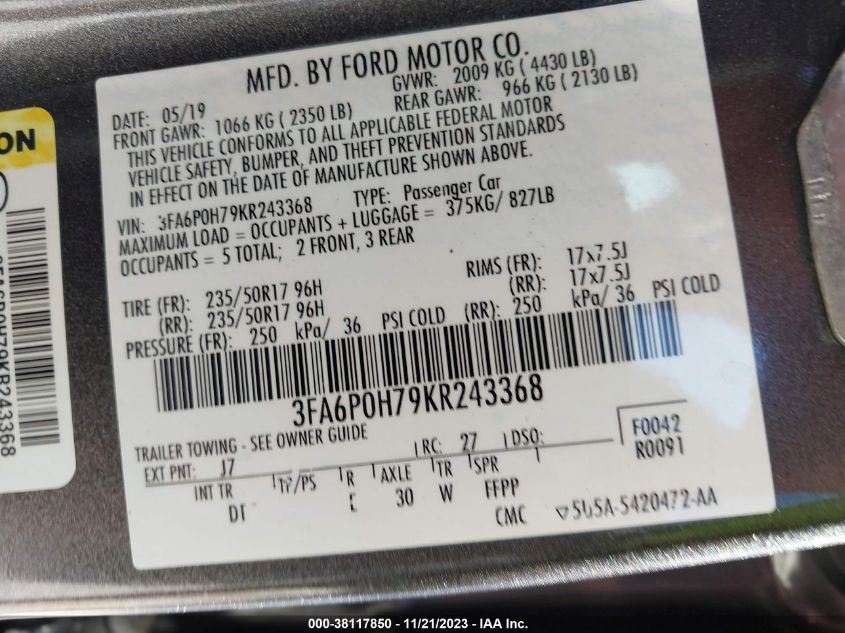 MFD. BY FORD MOTOR CO.
DATE: 05/19 GVWR: 2009 KG (4430 LB)
FRONT GAWR: 1066 KG (2350 LB) REAR GAWR: 966 KG (2130 LB)
THIS VEHICLE CONFORMS TO ALL APPLICABLE FEDERAL MOTOR
VEHICLE SAFETY, BUMPER, AND THEFT PREVENTION STANDARDS
IN EFFECT ON THE DATE OF MANUFACTURE SHOWN ABOVE.
VIN: 3FA6P0H79KR243368 TYPE: Passenger Car
MAXIMUM LOAD = OCCUPANTS + LUGGAGE = 375KG/ 827LB
OCCUPANTS = 5 TOTAL; 2 FRONT, 3 REAR
TIRE (FR): 235/50R17 96H RIMS (FR): 17x7.5J
(RR): 235/50R17 96H (RR): 17x7.5J
PRESSURE (FR): 250 kPa/ 36 PSI COLD (RR): 250 kPa/ 36 PSI COLD
3FA6P0H79KR243368
TRAILER TOWING - SEE OWNER GUIDE
EXT PNT: J7 RC: 27 DSO: F0042
R0091
INT TR TP/PS R AXLE TR SPR
DT 30 W FFPP
CMC 5U5A-5420472-AA
ON
3FA6P0H79KR243368
000-38117850 - 11/21/2023 - IAA Inc.